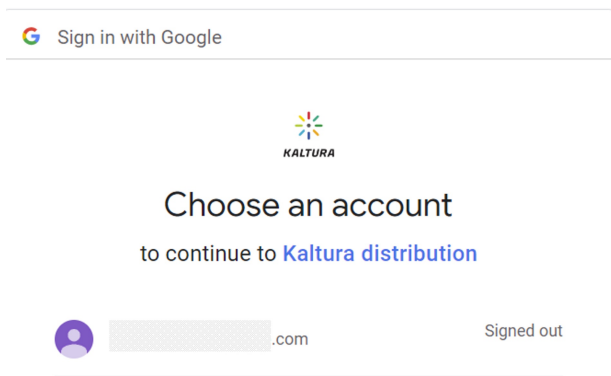 Sign in with Google
KALTURA
Choose an account
to continue to Kaltura distribution
.com
Signed out